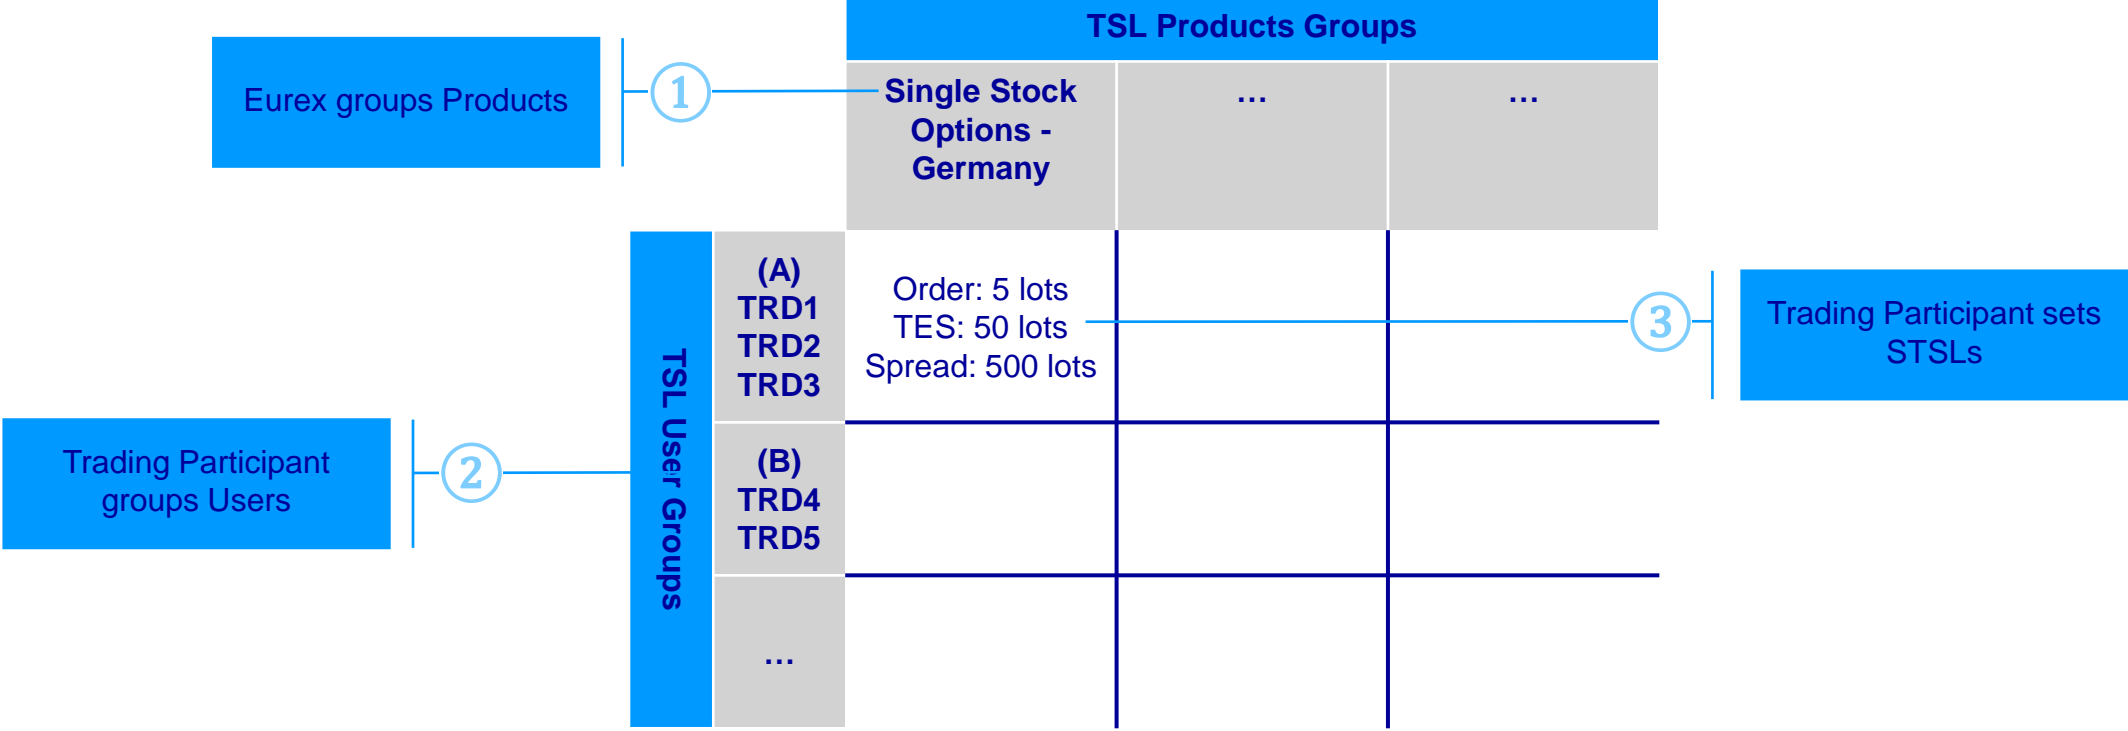 TSL Products Groups
Eurex groups Products
1
Single Stock
Options -
Germany
...
...
TSL User Groups
(A)
TRD1
TRD2
TRD3
Order: 5 lots
TES: 50 lots
Spread: 500 lots
3
Trading Participant sets
STSLs
Trading Participant
groups Users
2
(B)
TRD4
TRD5
...